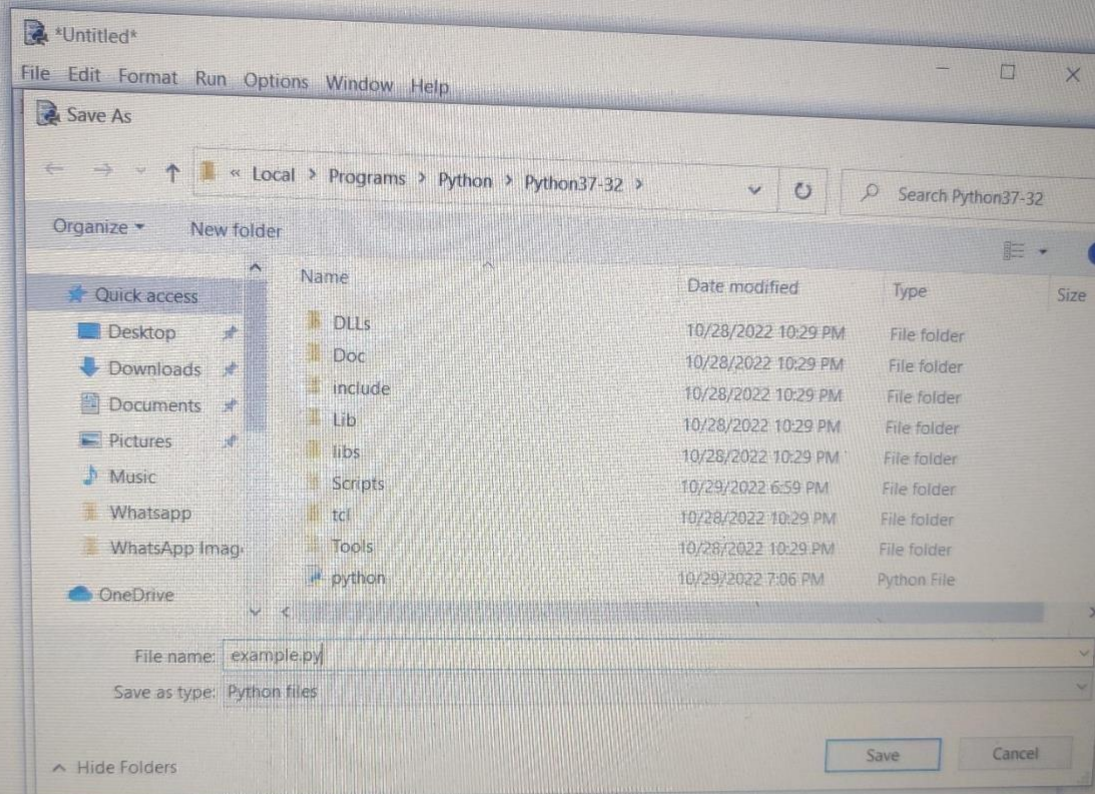 *Untitled*
File Edit Format Run Options Window Help
Save As
« Local > Programs > Python > Python37-32 >
Search Python37-32
Organize New folder
Name Date modified Type Size
Quick access
Desktop
Downloads
Documents
Pictures
Music
Whatsapp
WhatsApp Imag
OneDrive
DLLs 10/28/2022 10:29 PM File folder
Doc 10/28/2022 10:29 PM File folder
include 10/28/2022 10:29 PM File folder
Lib 10/28/2022 10:29 PM File folder
libs 10/28/2022 10:29 PM File folder
Scripts 10/29/2022 6:59 PM File folder
tcl 10/28/2022 10:29 PM File folder
Tools 10/28/2022 10:29 PM File folder
python 10/29/2022 7:06 PM Python File
File name: example.py
Save as type: Python files
Hide Folders
Save Cancel